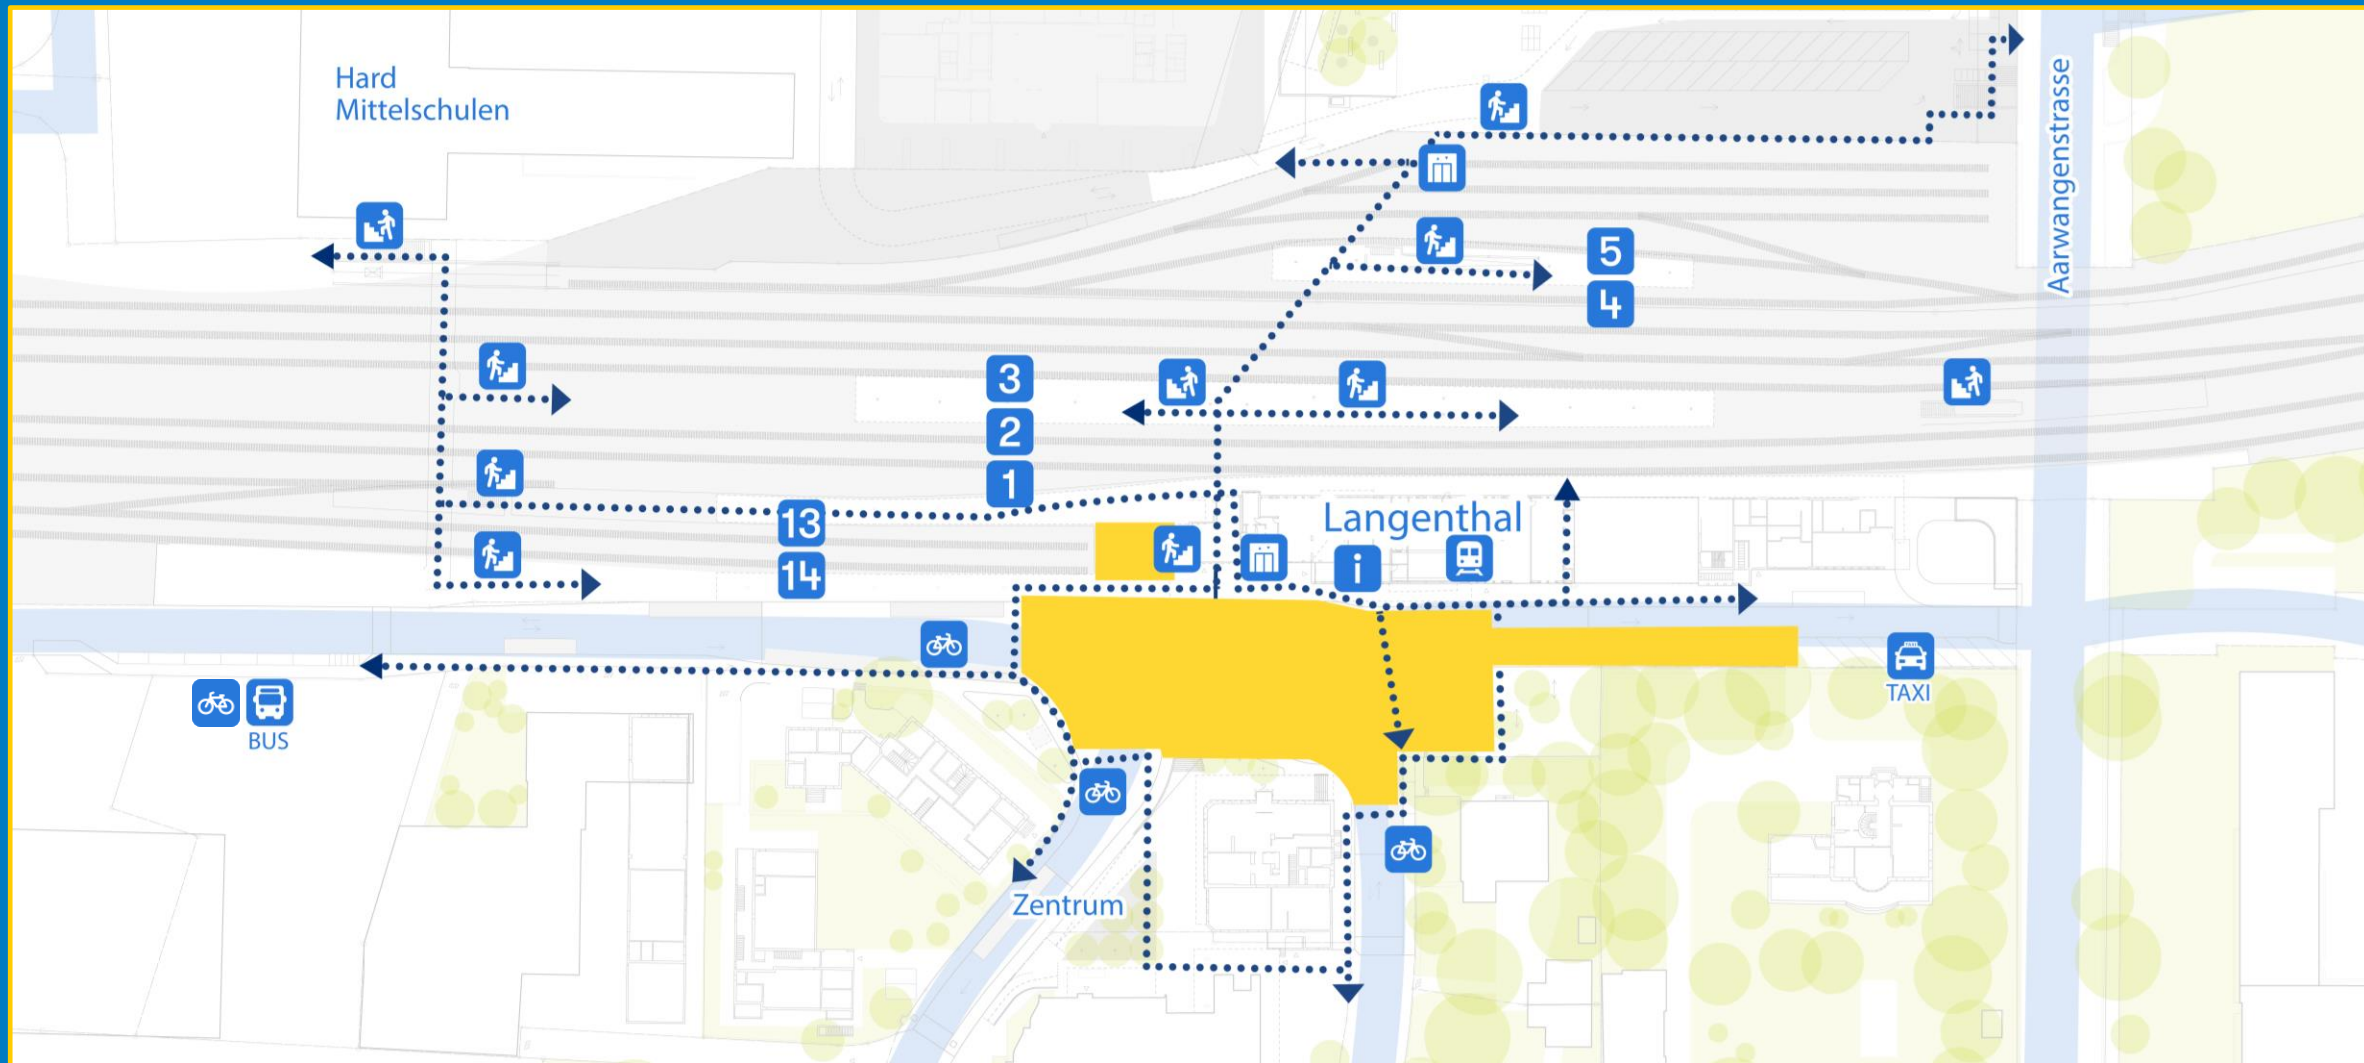 Hard
Mittelschulen
Aarwangenstrasse
5
4
3
2
1
13
14
Langenthal
i
BUS
TAXI
Zentrum